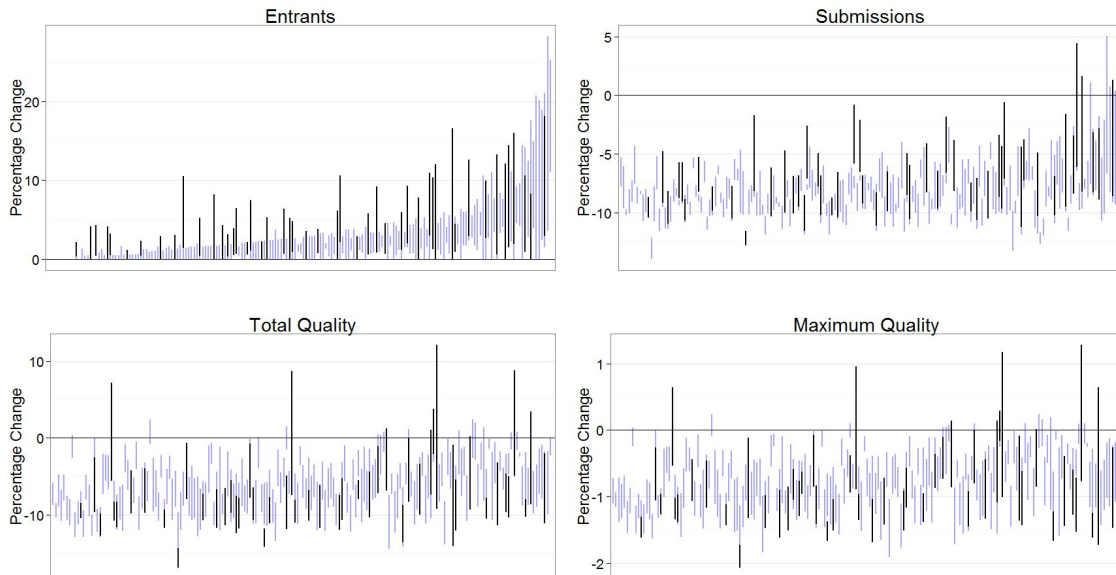 Entrants
Percentage Change
20
10
0
Submissions
Percentage Change
5
0
-5
-10
Total Quality
Percentage Change
10
0
-10
Maximum Quality
Percentage Change
1
0
-1
-2